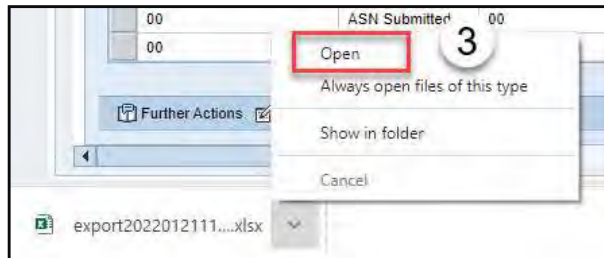 00 ASN Submitted 00
00
3
Open
Always open files of this type
Further Actions
Show in folder
Cancel
export2022012111....xlsx